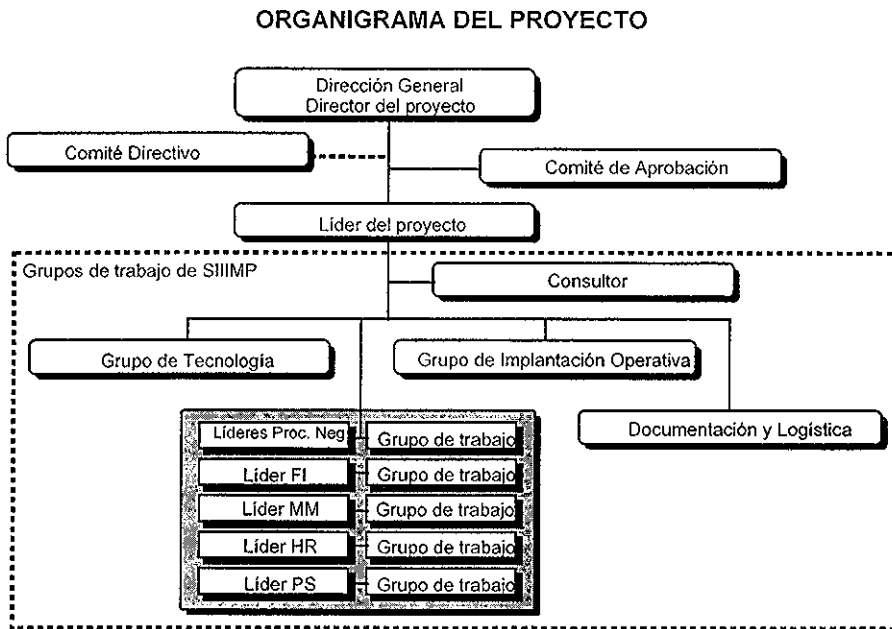 ORGANIGRAMA DEL PROYECTO
Dirección General
Director del proyecto
Comité Directivo
Comité de Aprobación
Líder del proyecto
Grupos de trabajo de SIIIMP
Consultor
Grupo de Tecnología
Grupo de Implantación Operativa
Documentación y Logística
Líderes Proc. Neg
Grupo de trabajo
Líder FI
Grupo de trabajo
Líder MM
Grupo de trabajo
Líder HR
Grupo de trabajo
Líder PS
Grupo de trabajo